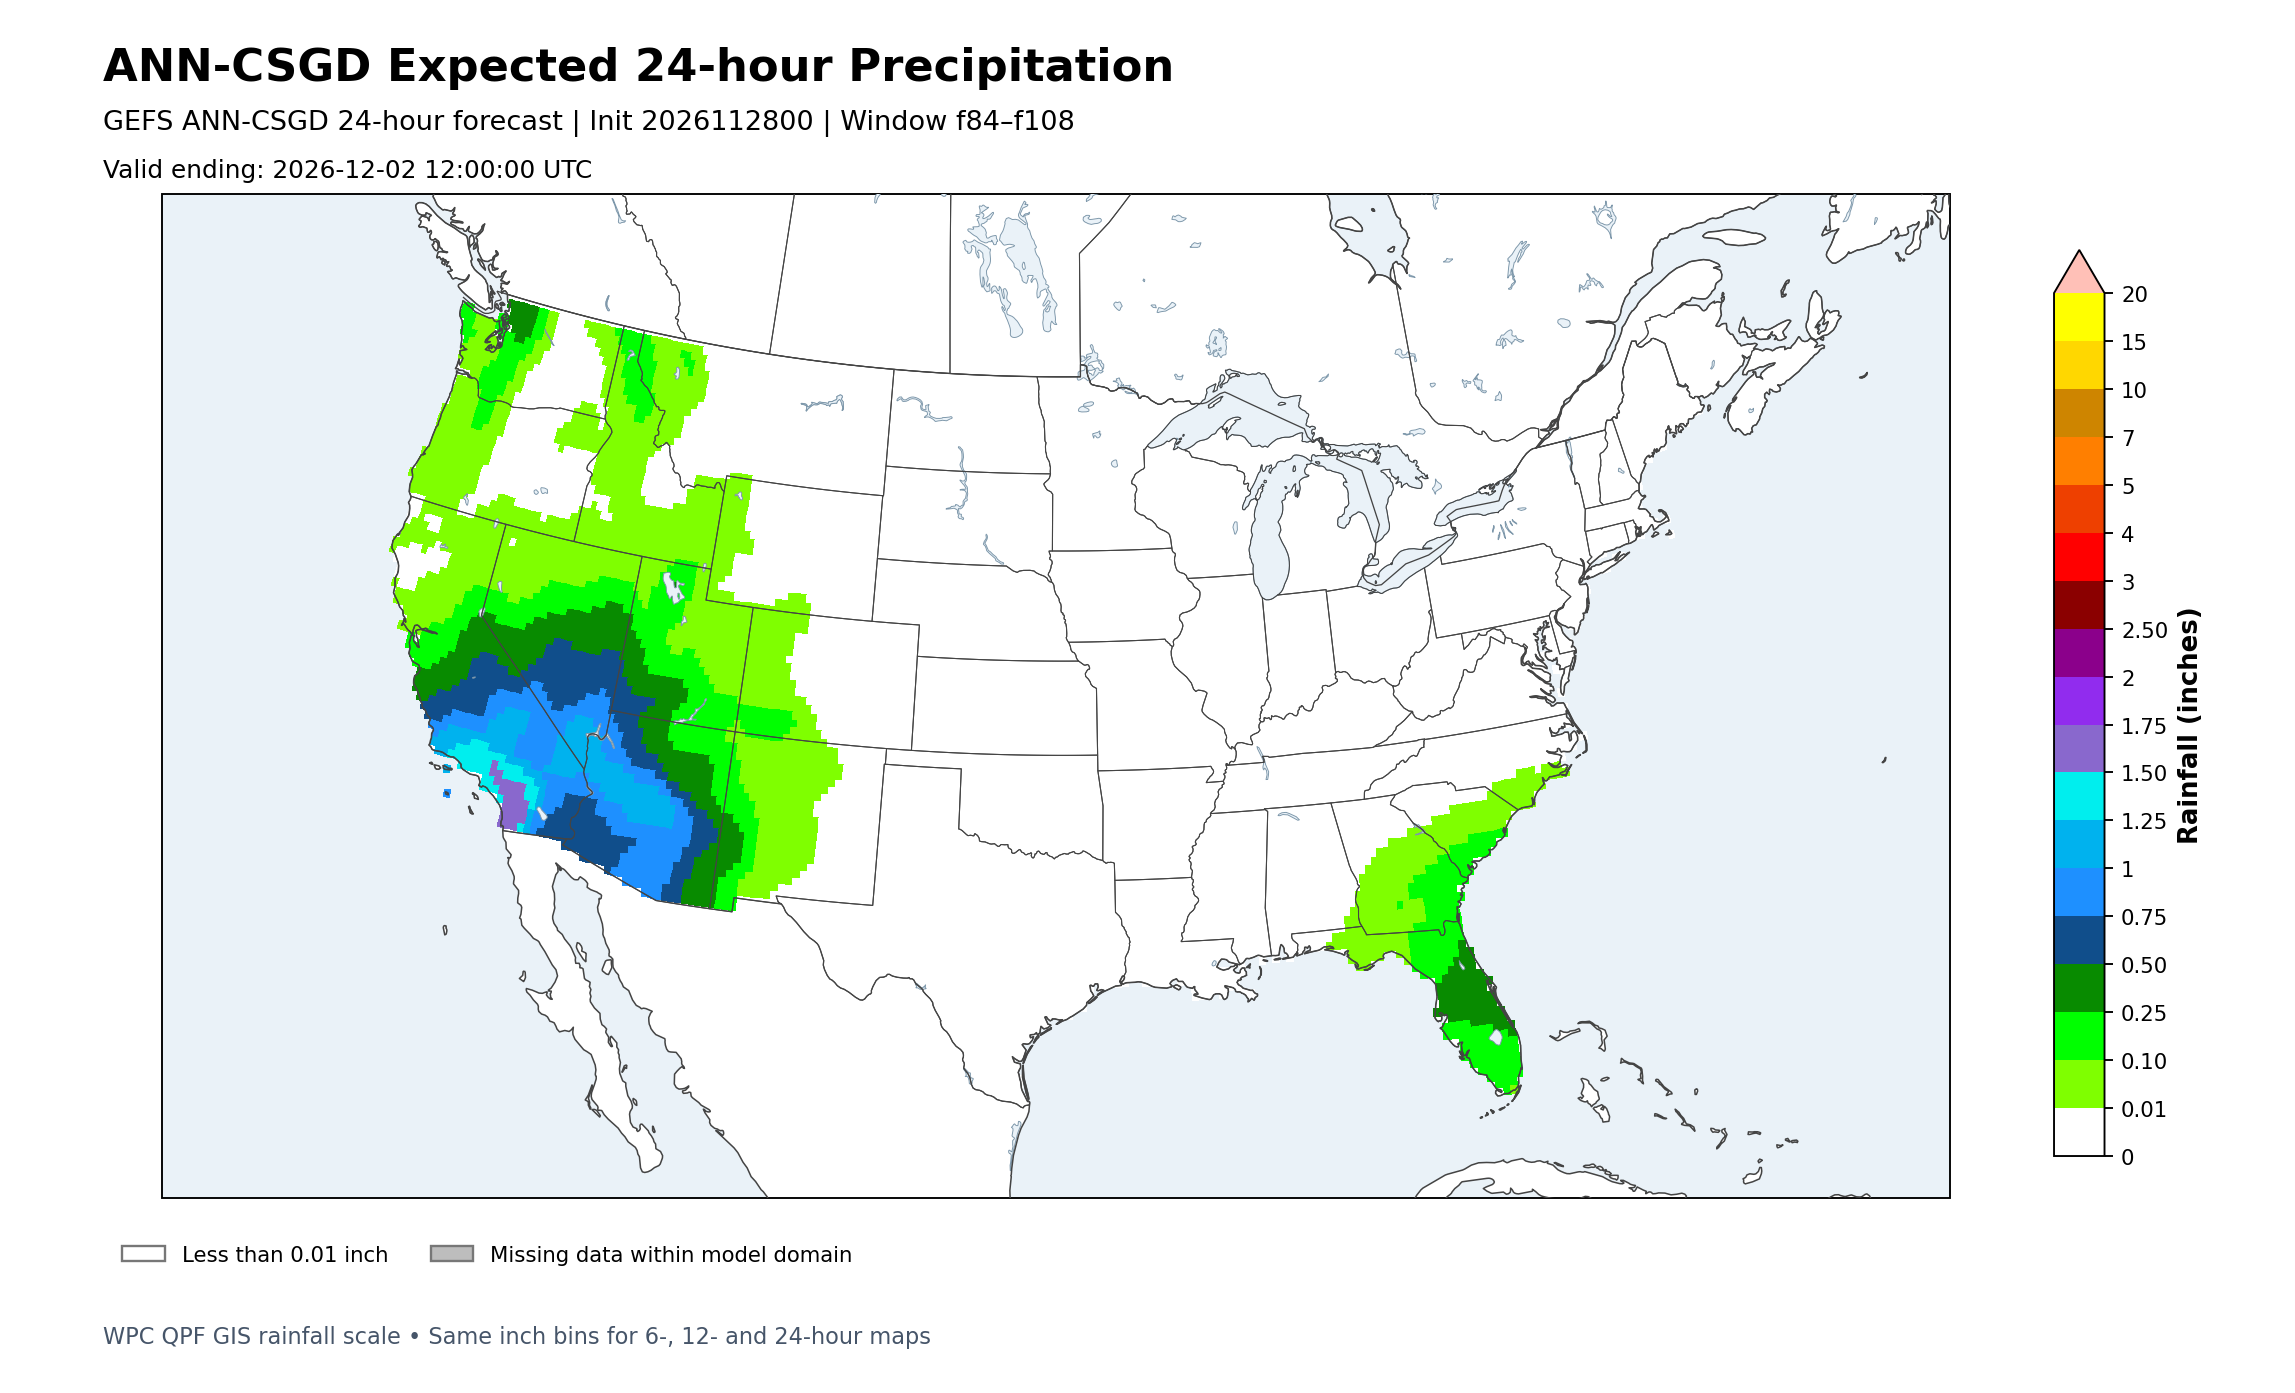 ANN-CSGD Expected 24-hour Precipitation
GEFS ANN-CSGD 24-hour forecast | Init 2026112800 | Window f84–f108
Valid ending: 2026-12-02 12:00:00 UTC
20
15
10
7
5
4
3
2.50
2
1.75
1.50
1.25
1
0.75
0.50
0.25
0.10
0.01
0
Rainfall (inches)
Less than 0.01 inch
Missing data within model domain
WPC QPF GIS rainfall scale • Same inch bins for 6-, 12- and 24-hour maps